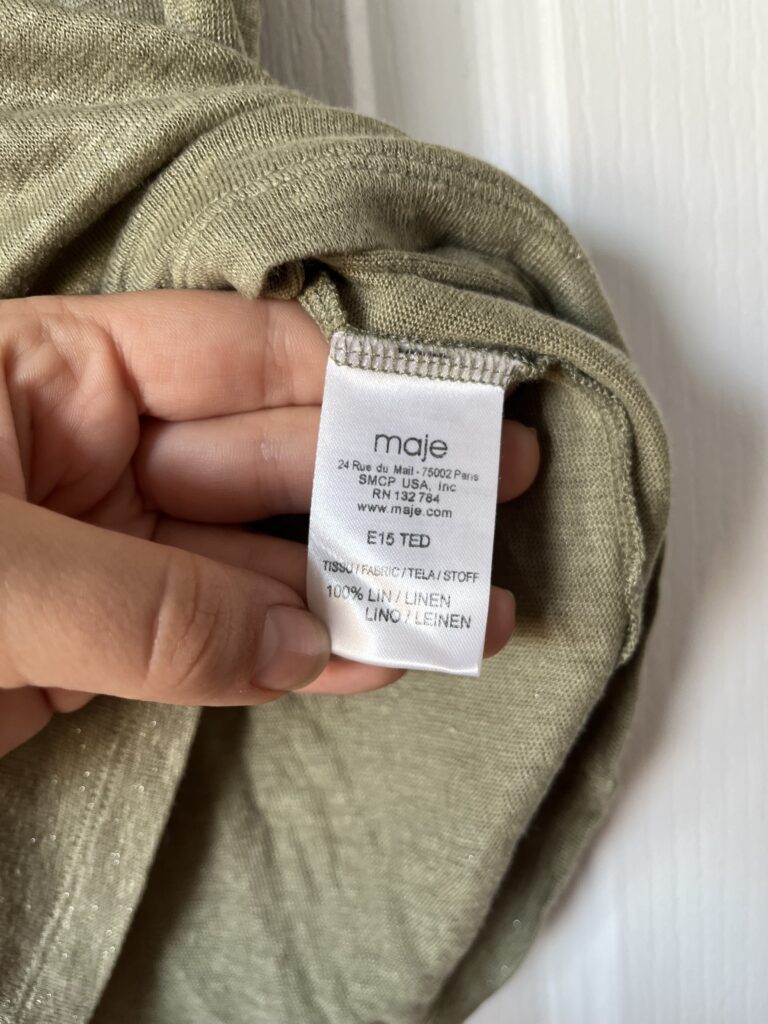 maje
24 Rue du Mail - 75002 Paris
SMCP USA, Inc
RN 132 784
www.maje.com
E15 TED
TISSU / FABRIC / TELA / STOFF
100% LIN / LINEN
LINO / LEINEN